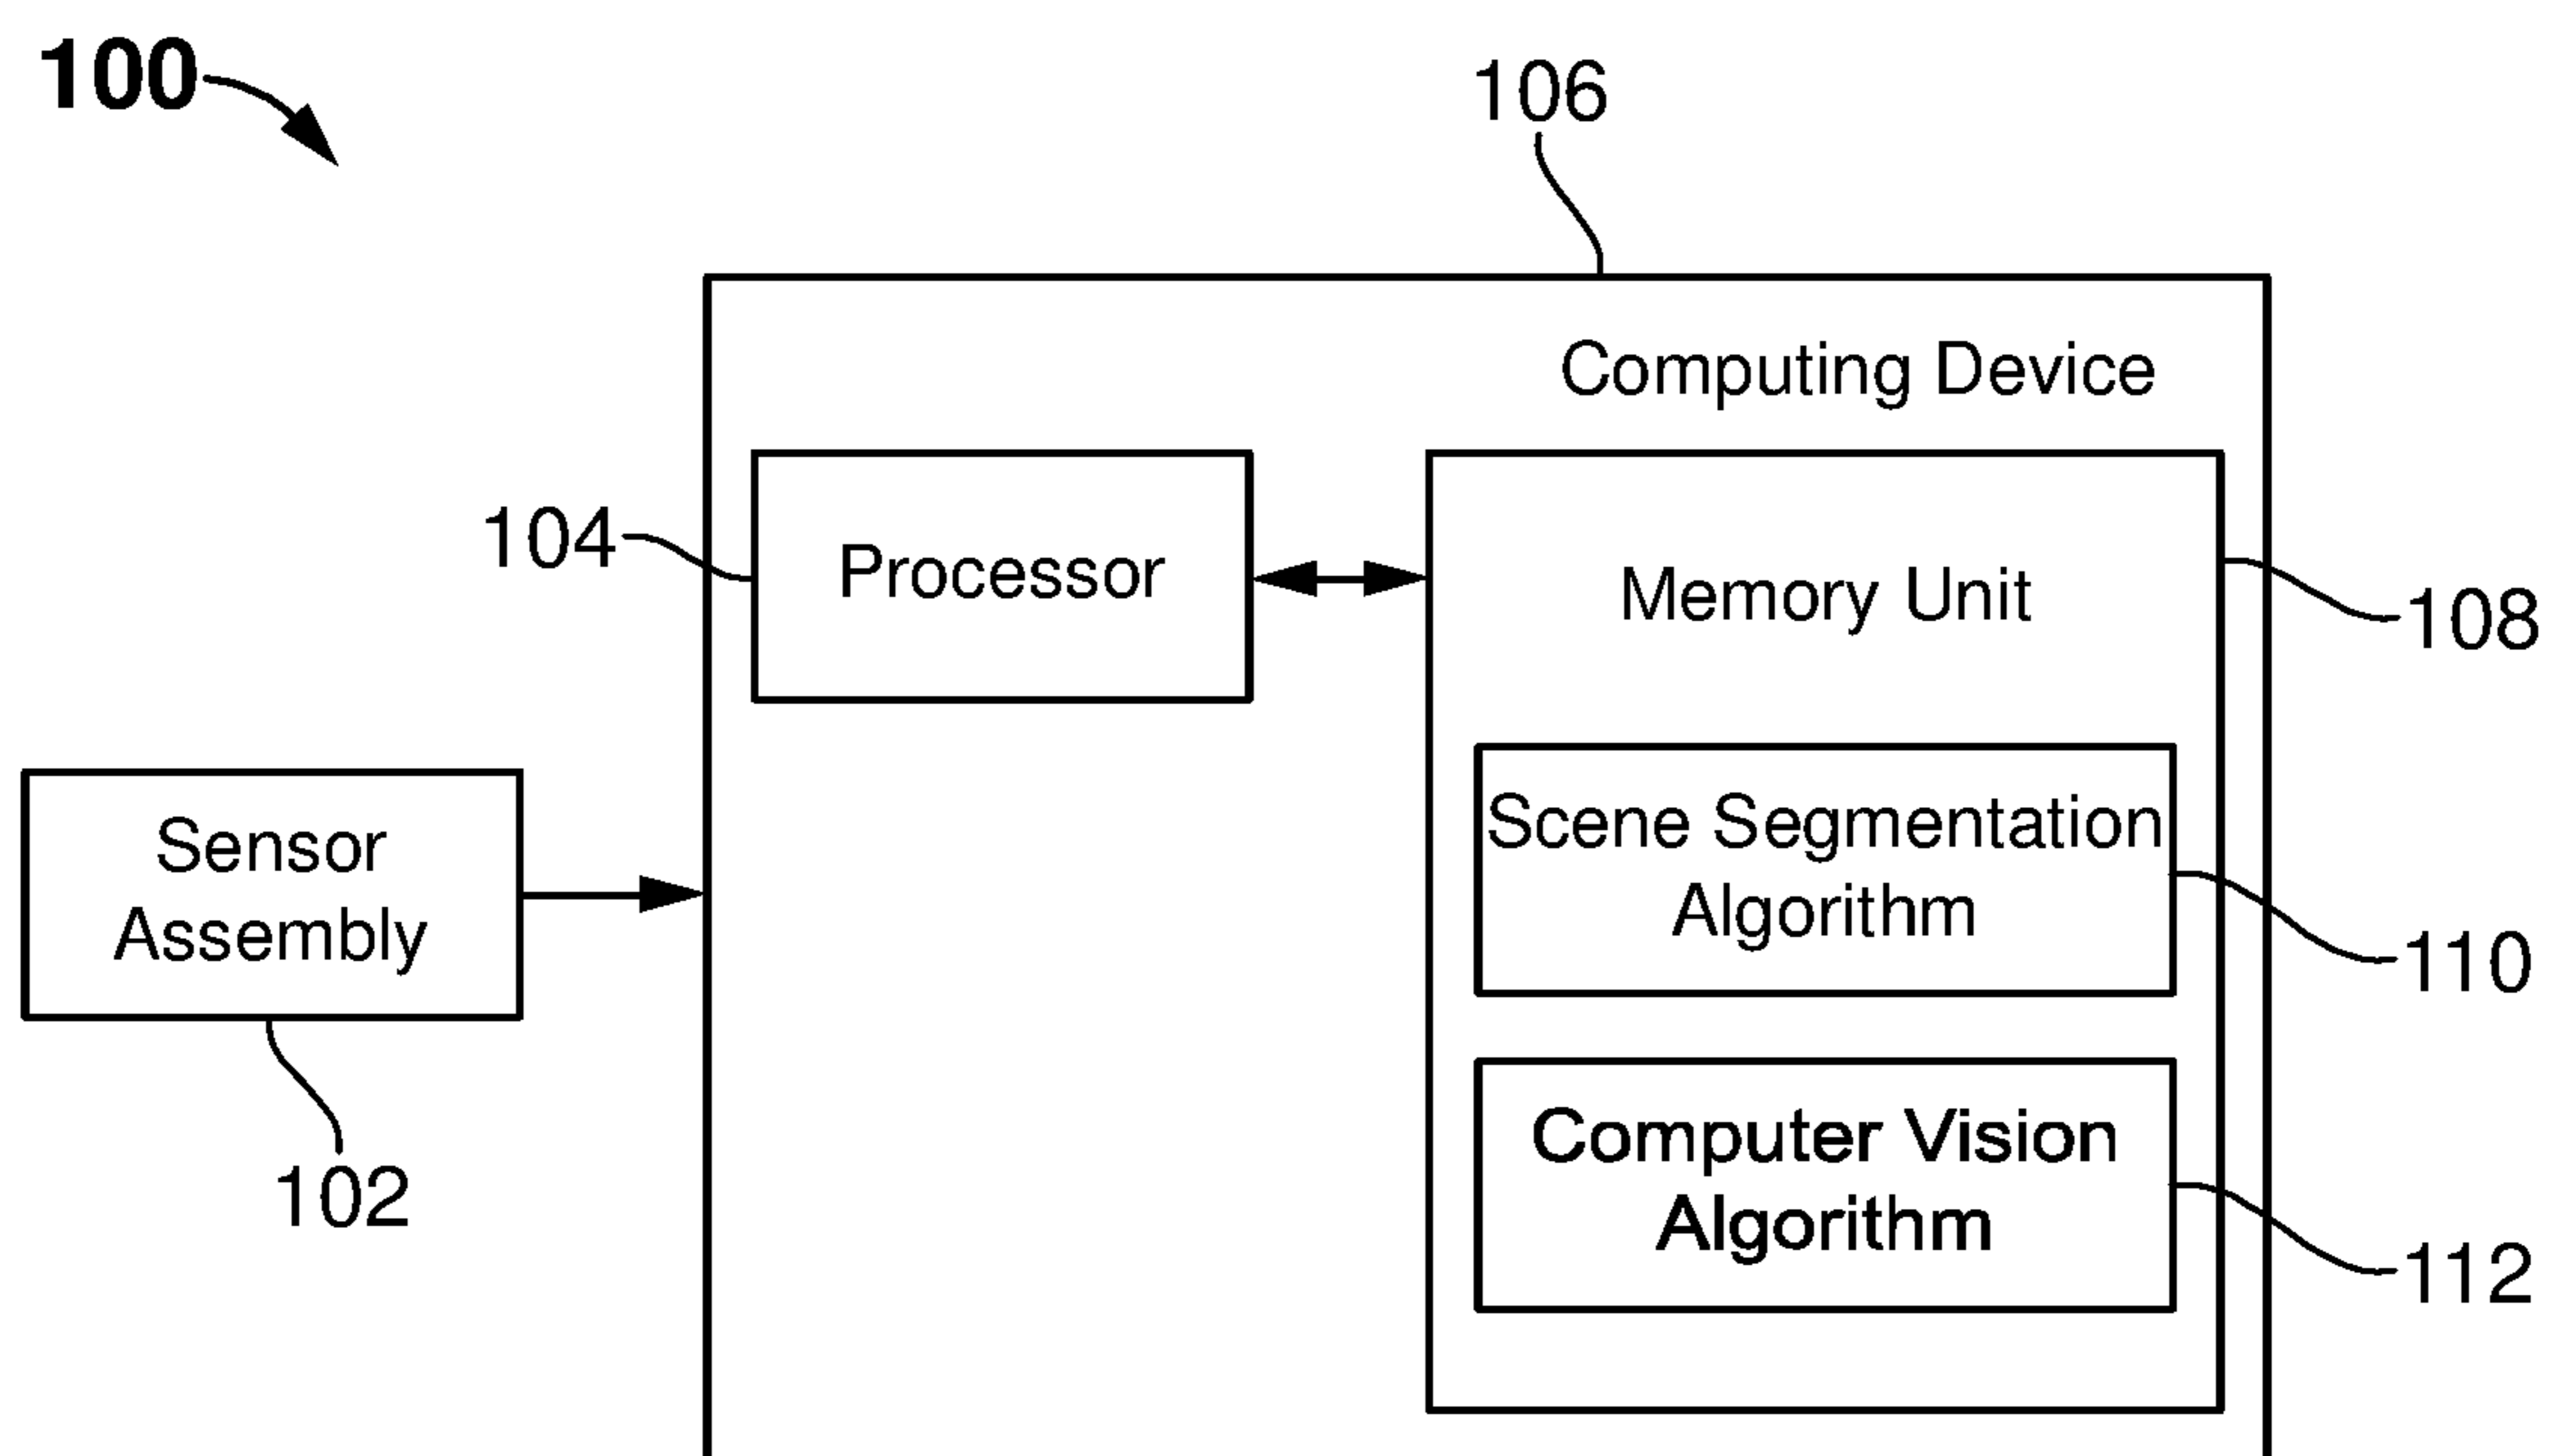 100
106
Computing Device
104
Processor
Memory Unit
108
Sensor
Assembly
Scene Segmentation
Algorithm
110
102
Computer Vision
Algorithm
112